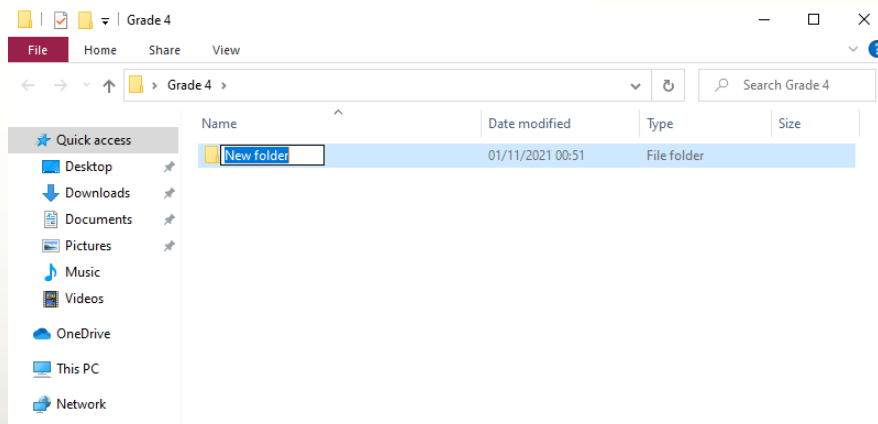 Grade 4
File Home Share View
Grade 4
Search Grade 4
Name Date modified Type Size
Quick access
New folder 01/11/2021 00:51 File folder
Desktop
Downloads
Documents
Pictures
Music
Videos
OneDrive
This PC
Network